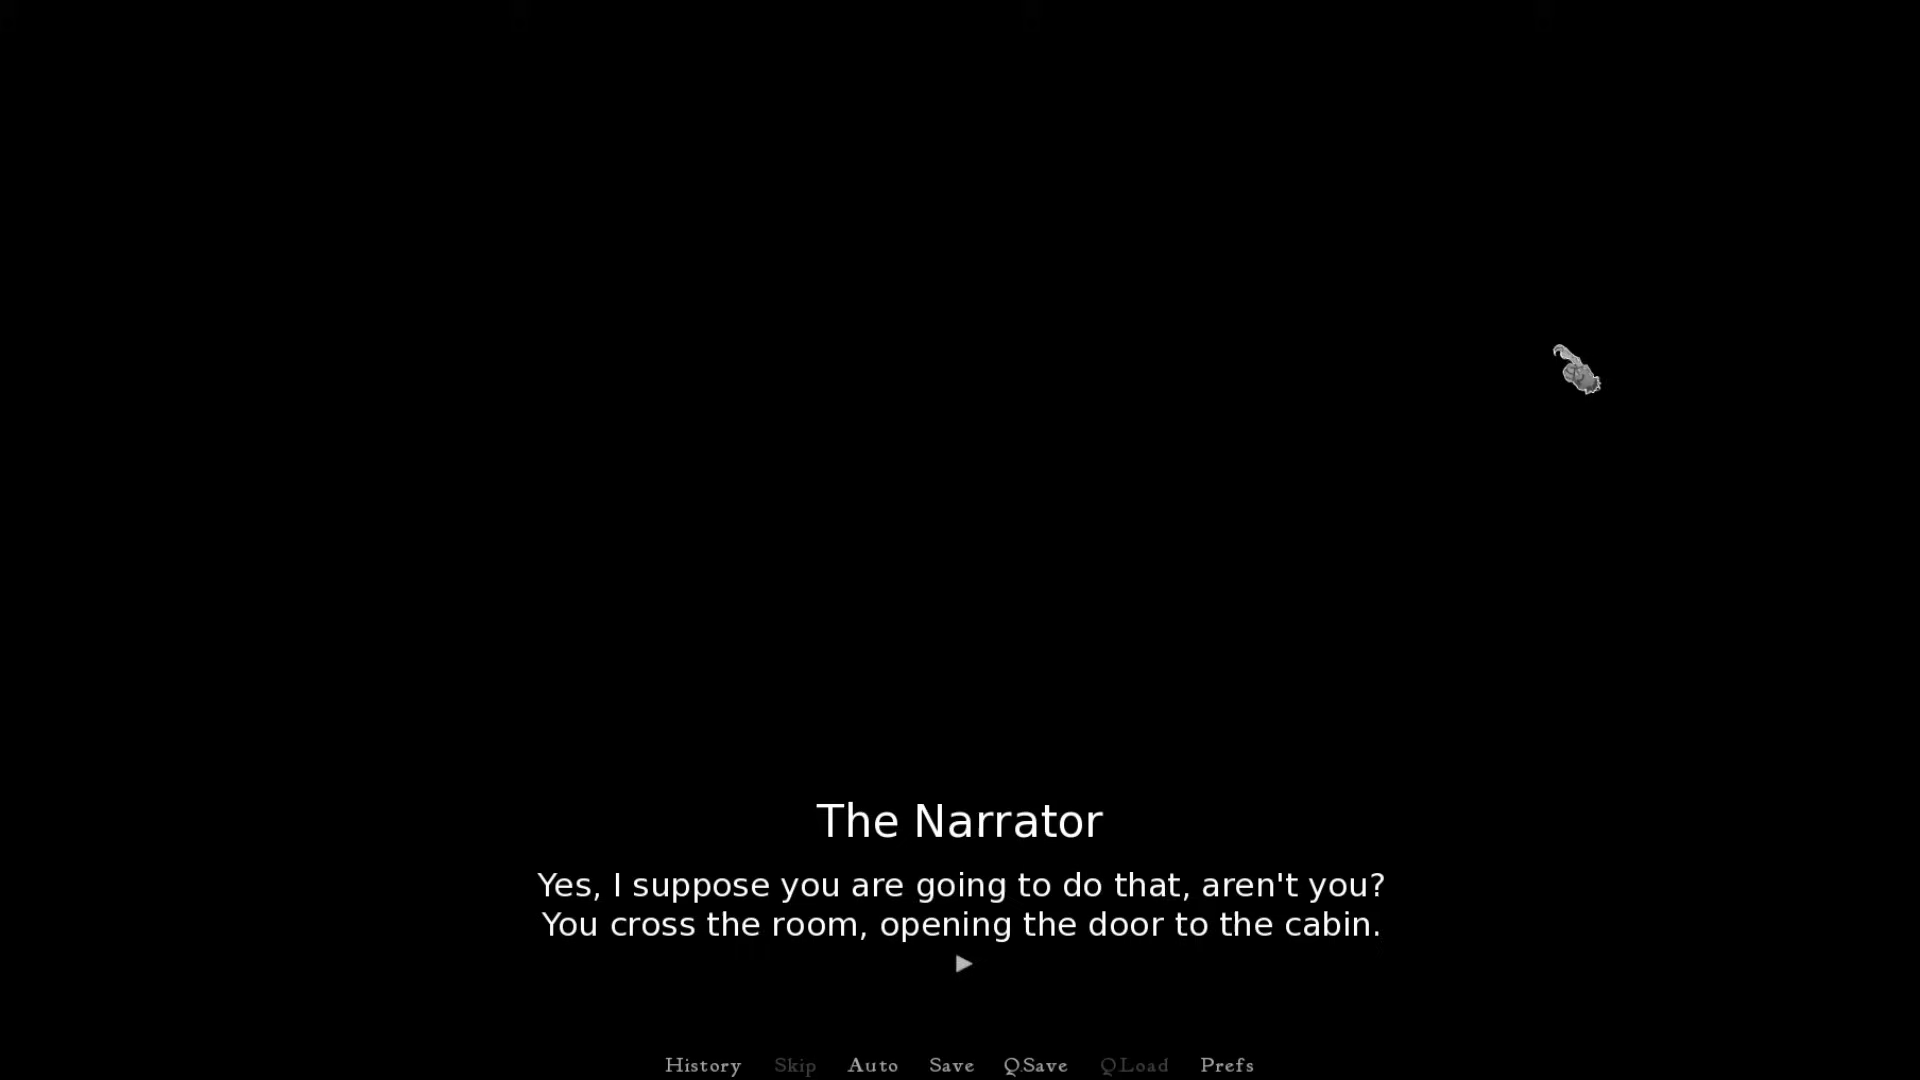 The Narrator
Yes, I suppose you are going to do that, aren't you?
You cross the room, opening the door to the cabin.
History Skip Auto Save Q.Save Q.Load Prefs